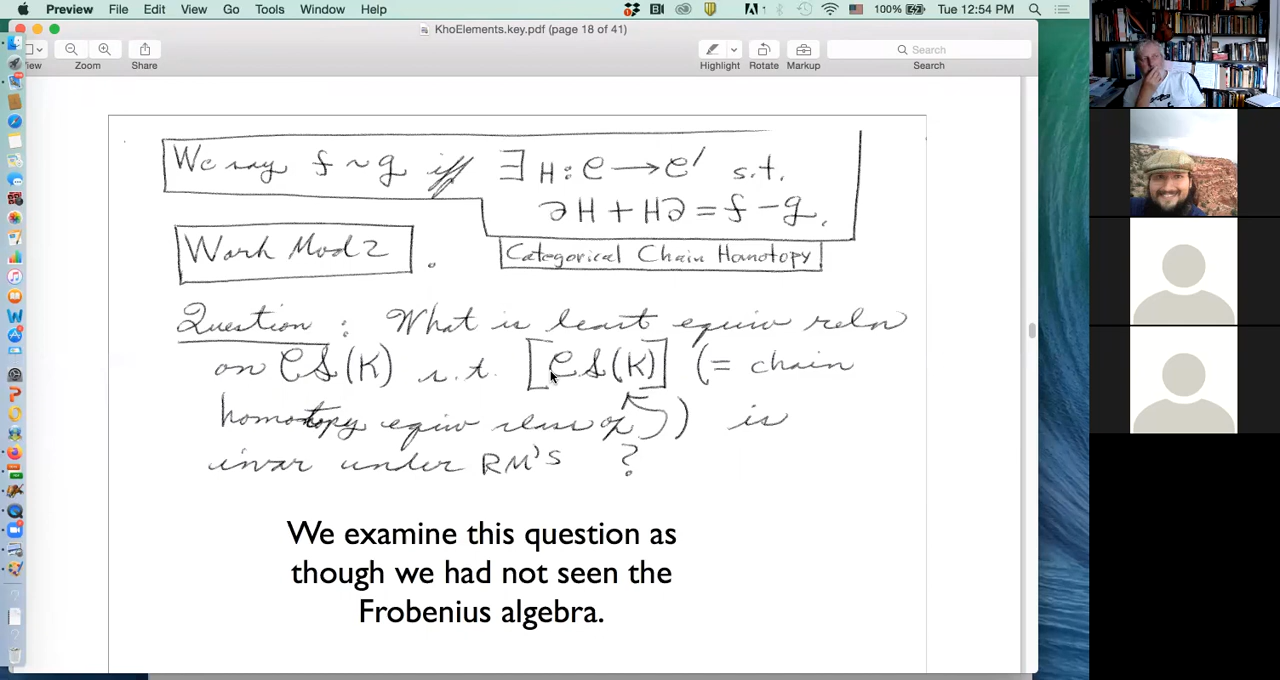 Preview File Edit View Go Tools Window Help
100% Tue 12:54 PM
KhoElements.key.pdf (page 18 of 41)
View Zoom Share Highlight Rotate Markup Search
Search
We say f ~ g iff ∃ H : C → C' s.t.
∂H + H∂ = f − g.
Work Mod 2 .
Categorical Chain Homotopy
Question : What is least equiv reln
on CS(K) s.t. [CS(K)] (= chain
homotopy equiv class of ) is
invar under RM's ?
We examine this question as
though we had not seen the
Frobenius algebra.